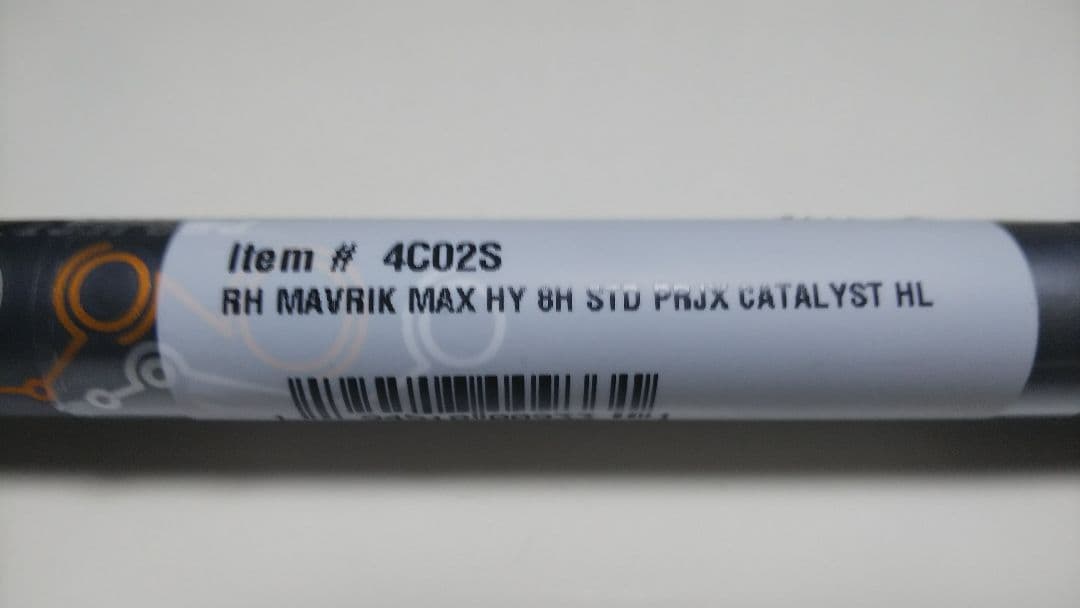 Item # 4C02S
RH MAVRIK MAX HY 8H STD PRJX CATALYST HL